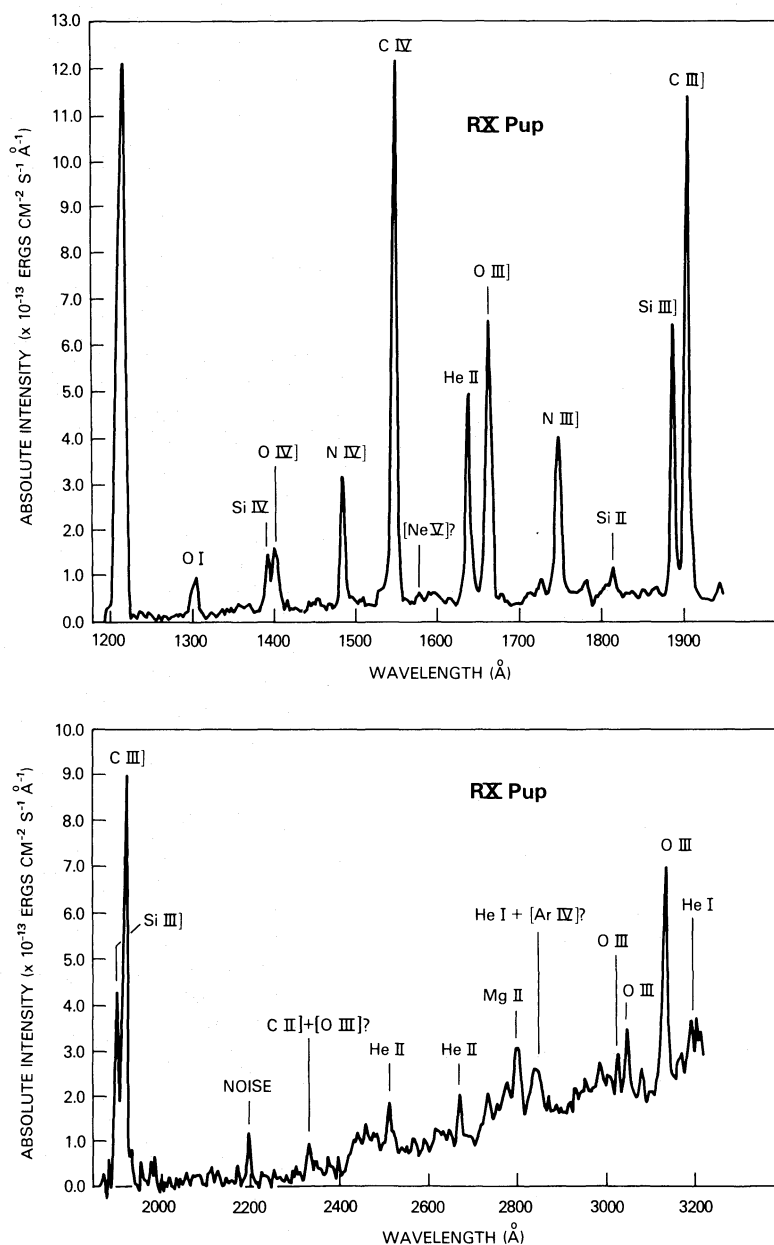 13.0
12.0
11.0
10.0
9.0
8.0
7.0
6.0
5.0
4.0
3.0
2.0
1.0
0.0
ABSOLUTE INTENSITY (x 10⁻¹³ ERGS CM⁻² S⁻¹ Å⁻¹)
C IV
C III]
RX Pup
O III]
Si III]
He II
N III]
O IV]
N IV]
Si IV
[Ne V]?
Si II
O I
1200 1300 1400 1500 1600 1700 1800 1900
WAVELENGTH (Å)
10.0
9.0
8.0
7.0
6.0
5.0
4.0
3.0
2.0
1.0
0.0
ABSOLUTE INTENSITY (x 10⁻¹³ ERGS CM⁻² S⁻¹ Å⁻¹)
C III]
RX Pup
O III
Si III]
He I + [Ar IV]?
He I
O III
O III
Mg II
C II]+[O III]?
He II
He II
NOISE
2000 2200 2400 2600 2800 3000 3200
WAVELENGTH (Å)